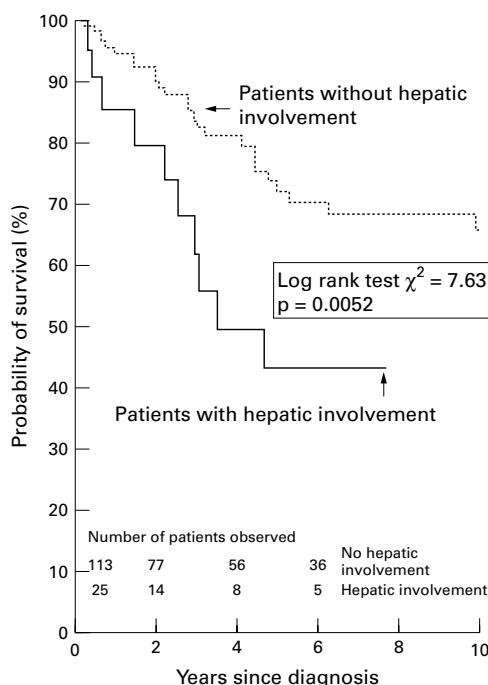 100
90
80
70
60
50
40
30
20
10
0
Probability of survival (%)
Patients without hepatic
involvement
Log rank test χ² = 7.63
p = 0.0052
Patients with hepatic involvement
Number of patients observed
113 77 56 36 No hepatic
involvement
25 14 8 5 Hepatic involvement
0 2 4 6 8 10
Years since diagnosis